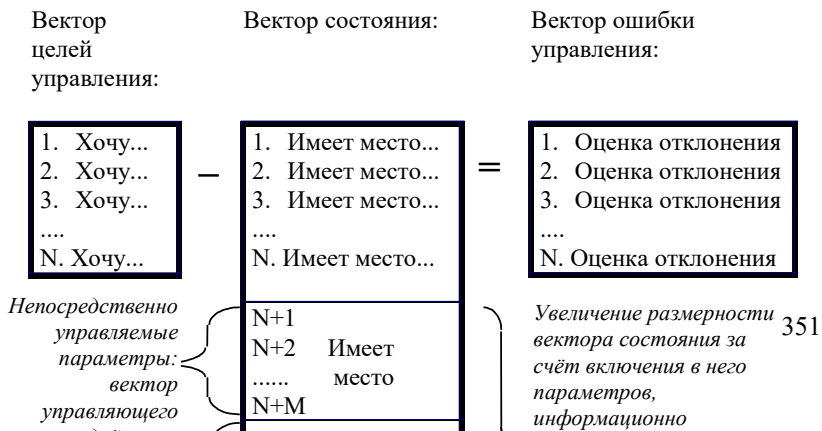 Вектор
целей
управления:
Вектор состояния:
Вектор ошибки
управления:
1. Хочу...
2. Хочу...
3. Хочу...
....
N. Хочу...
–
1. Имеет место...
2. Имеет место...
3. Имеет место...
....
N. Имеет место...
=
1. Оценка отклонения
2. Оценка отклонения
3. Оценка отклонения
....
N. Оценка отклонения
Непосредственно
управляемые
параметры:
вектор
управляющего
N+1
N+2 Имеет
...... место
N+M
Увеличение размерности
вектора состояния за
счёт включения в него
параметров,
информационно
351